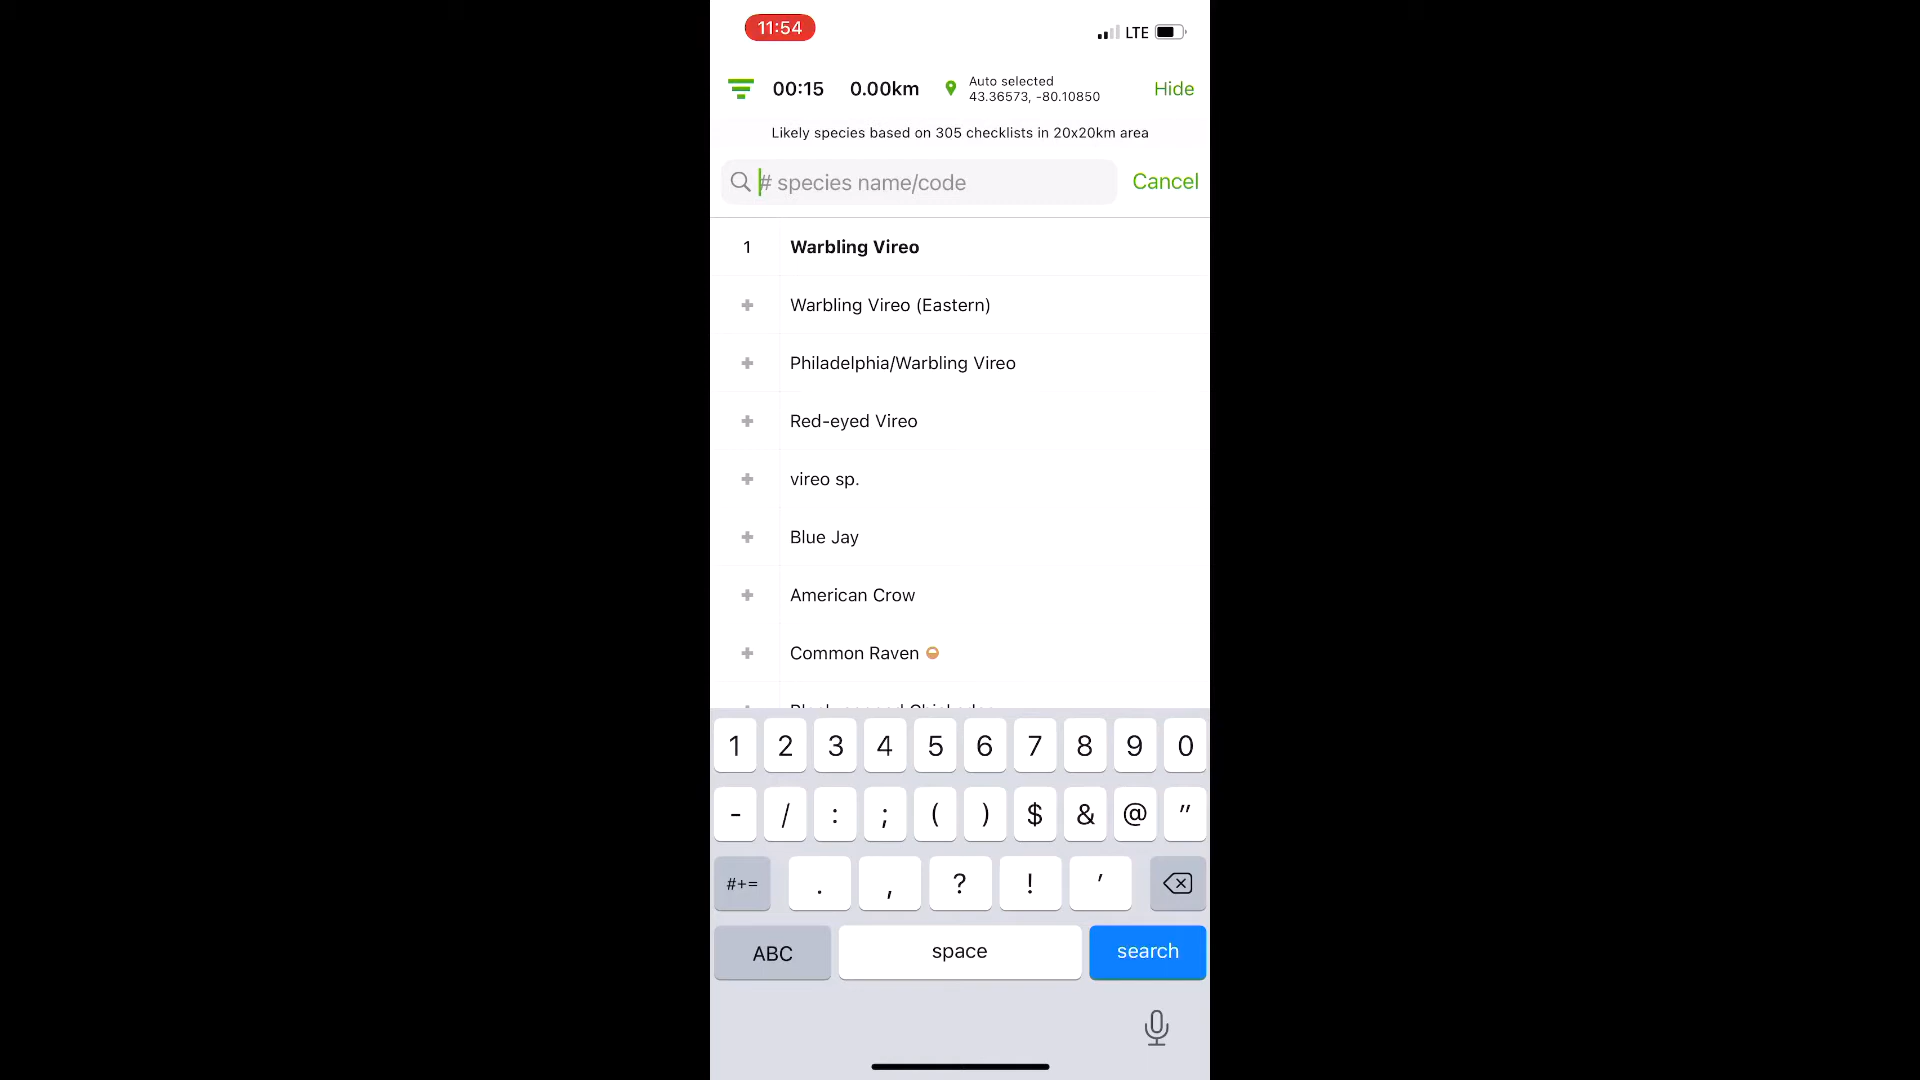 11:54
LTE
00:15 0.00km Auto selected Hide
43.36573, -80.10850
Likely species based on 305 checklists in 20x20km area
# species name/code Cancel
1 Warbling Vireo
+ Warbling Vireo (Eastern)
+ Philadelphia/Warbling Vireo
+ Red-eyed Vireo
+ vireo sp.
+ Blue Jay
+ American Crow
+ Common Raven
1 2 3 4 5 6 7 8 9 0
- / : ; ( ) $ & @ "
#+= . , ? ! '
ABC space search